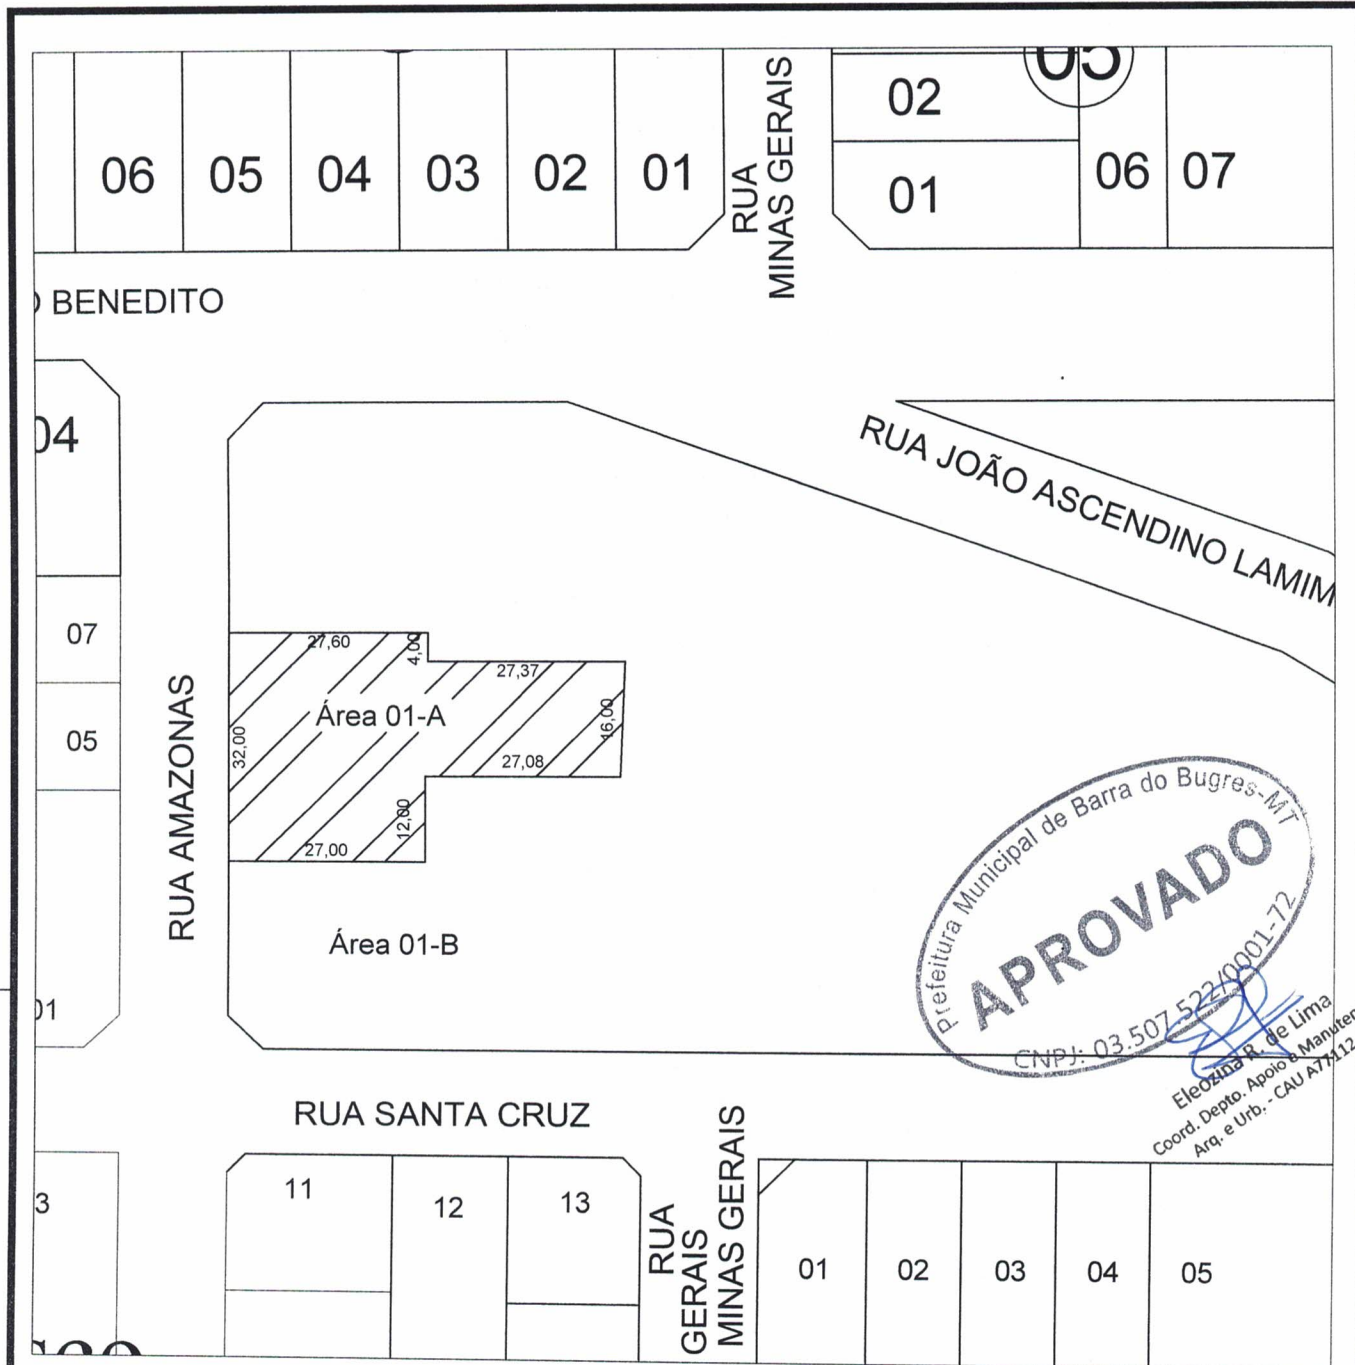 05
02
06
05
04
03
02
01
RUA
MINAS GERAIS
01
06
07
BENEDITO
04
RUA JOÃO ASCENDINO LAMIM
07
05
01
RUA AMAZONAS
27,60
4,00
27,37
Área 01-A
16,00
32,00
27,08
12,00
27,00
Área 01-B
Prefeitura Municipal de Barra do Bugres-MT
APROVADO
CNPJ: 03.507.522/0001-72
Eleozina R. de Lima
Coord. Depto. Apoio e Manuten
Arq. e Urb. - CAU A77112
RUA SANTA CRUZ
RUA
GERAIS
MINAS GERAIS
3
11
12
13
01
02
03
04
05